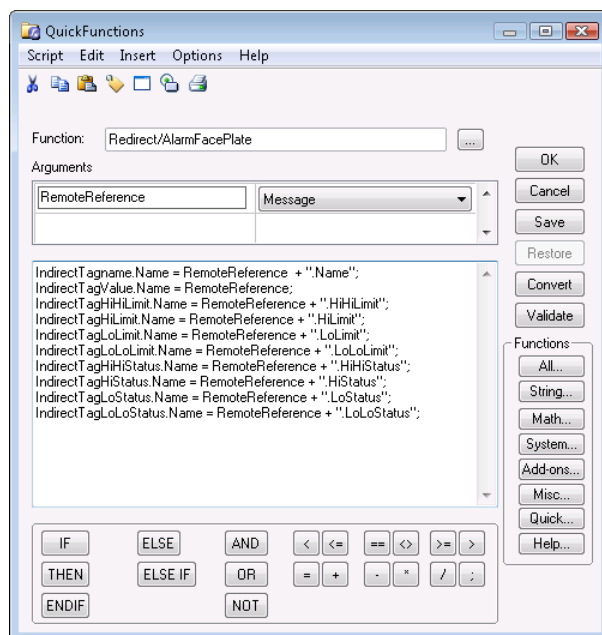 QuickFunctions
Script Edit Insert Options Help
Function: Redirect/AlarmFacePlate ...
Arguments
RemoteReference Message
IndirectTagname.Name = RemoteReference + ".Name";
IndirectTagValue.Name = RemoteReference;
IndirectTagHiHiLimit.Name = RemoteReference + ".HiHiLimit";
IndirectTagHiLimit.Name = RemoteReference + ".HiLimit";
IndirectTagLoLimit.Name = RemoteReference + ".LoLimit";
IndirectTagLoLoLimit.Name = RemoteReference + ".LoLoLimit";
IndirectTagHiHiStatus.Name = RemoteReference + ".HiHiStatus";
IndirectTagHiStatus.Name = RemoteReference + ".HiStatus";
IndirectTagLoStatus.Name = RemoteReference + ".LoStatus";
IndirectTagLoLoStatus.Name = RemoteReference + ".LoLoStatus";
OK
Cancel
Save
Restore
Convert
Validate
Functions
All...
String...
Math...
System...
Add-ons...
Misc...
Quick...
Help...
IF ELSE AND < <= == <> >= >
THEN ELSE IF OR = + - * / ;
ENDIF NOT